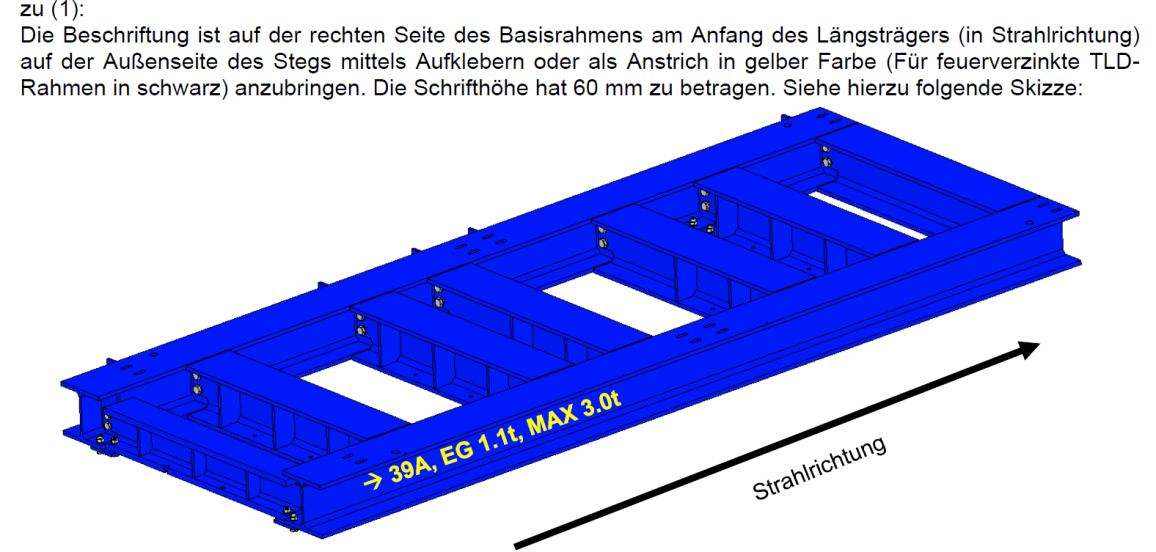 zu (1):
Die Beschriftung ist auf der rechten Seite des Basisrahmens am Anfang des Längsträgers (in Strahlrichtung)
auf der Außenseite des Stegs mittels Aufklebern oder als Anstrich in gelber Farbe (Für feuerverzinkte TLD-
Rahmen in schwarz) anzubringen. Die Schrifthöhe hat 60 mm zu betragen. Siehe hierzu folgende Skizze:
→ 39A, EG 1.1t, MAX 3.0t
Strahlrichtung